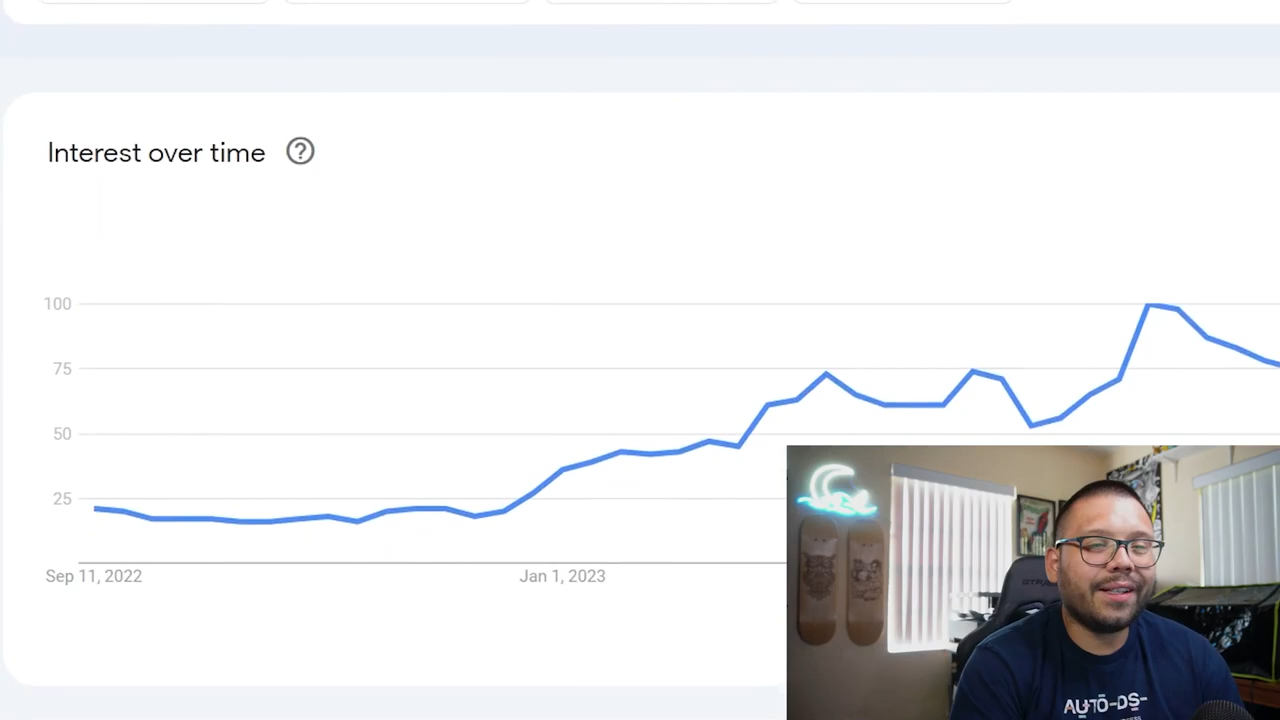 Interest over time ?
100
75
50
25
Sep 11, 2022
Jan 1, 2023
AUTO-DS-